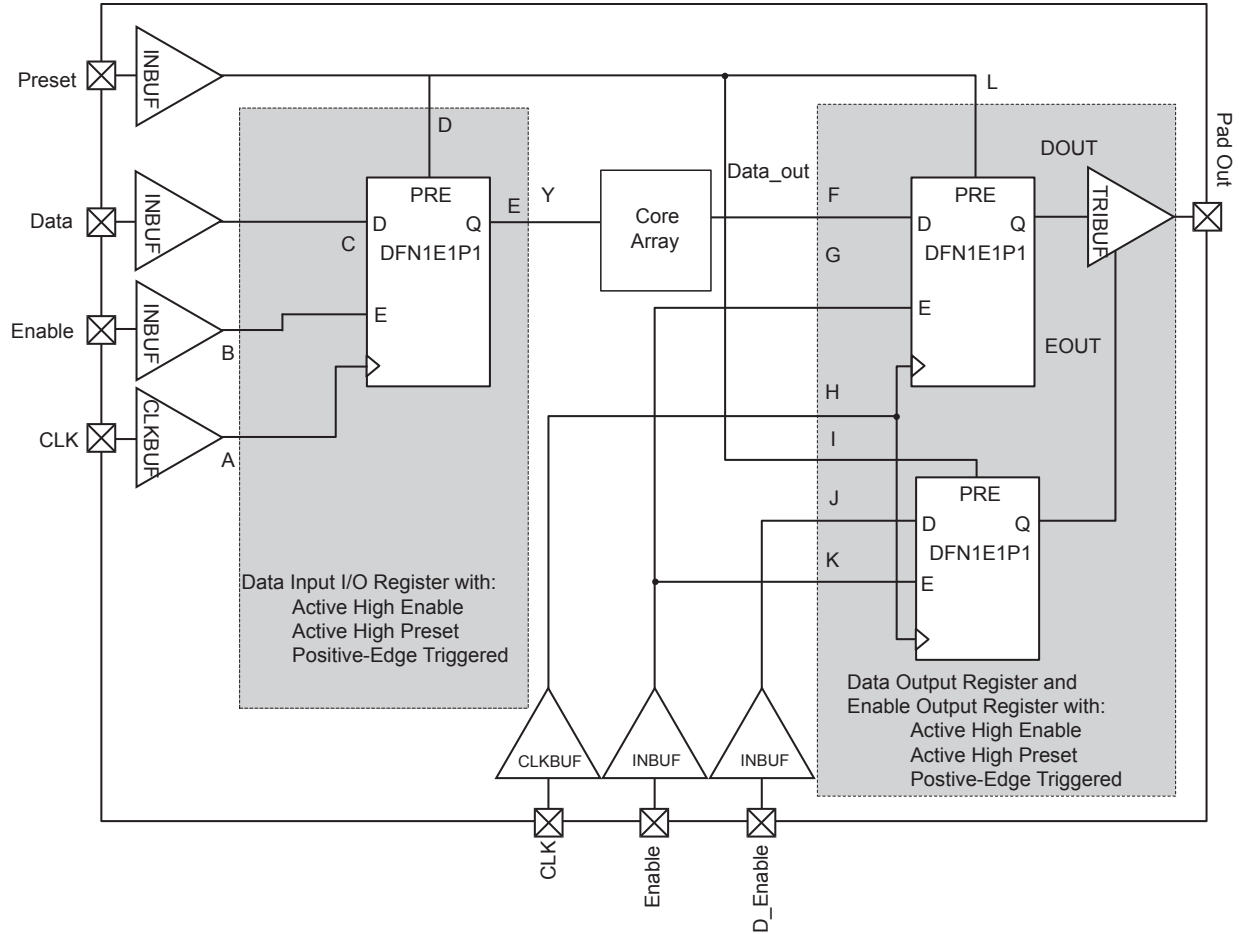 Preset
INBUF
L
D
Pad Out
DOUT
Data_out
PRE
PRE
TRIBUF
INBUF
E
Y
Core
Array
F
Data
D
Q
D
Q
C
DFN1E1P1
G
DFN1E1P1
INBUF
E
E
Enable
B
EOUT
H
CLKBUF
CLK
A
I
PRE
J
D
Q
DFN1E1P1
K
E
Data Input I/O Register with:
Active High Enable
Active High Preset
Positive-Edge Triggered
Data Output Register and
Enable Output Register with:
Active High Enable
Active High Preset
Postive-Edge Triggered
CLKBUF
INBUF
INBUF
CLK
Enable
D_Enable